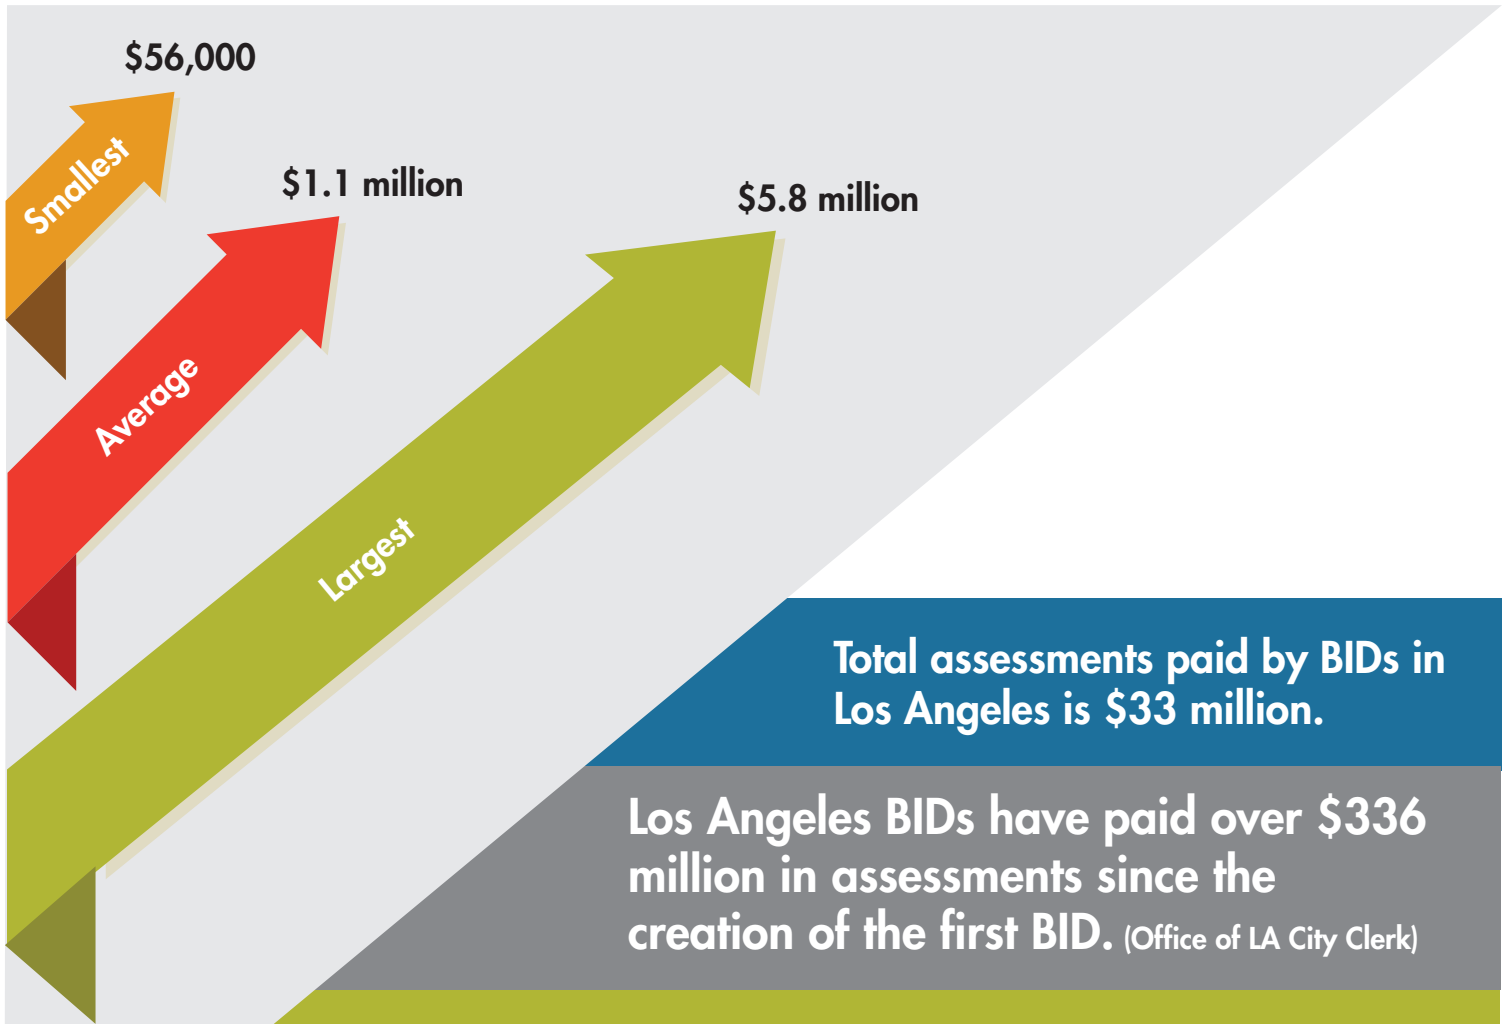 $56,000
Smallest
$1.1 million
Average
$5.8 million
Largest
Total assessments paid by BIDs in
Los Angeles is $33 million.
Los Angeles BIDs have paid over $336
million in assessments since the
creation of the first BID. (Office of LA City Clerk)